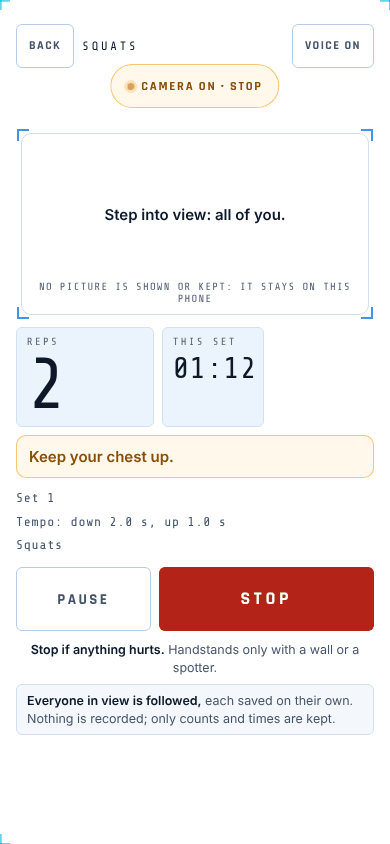 BACK
SQUATS
VOICE ON
CAMERA ON · STOP
Step into view: all of you.
NO PICTURE IS SHOWN OR KEPT: IT STAYS ON THIS
PHONE
REPS
THIS SET
2
01:12
Keep your chest up.
Set 1
Tempo: down 2.0 s, up 1.0 s
Squats
PAUSE
STOP
Stop if anything hurts. Handstands only with a wall or a
spotter.
Everyone in view is followed, each saved on their own.
Nothing is recorded; only counts and times are kept.